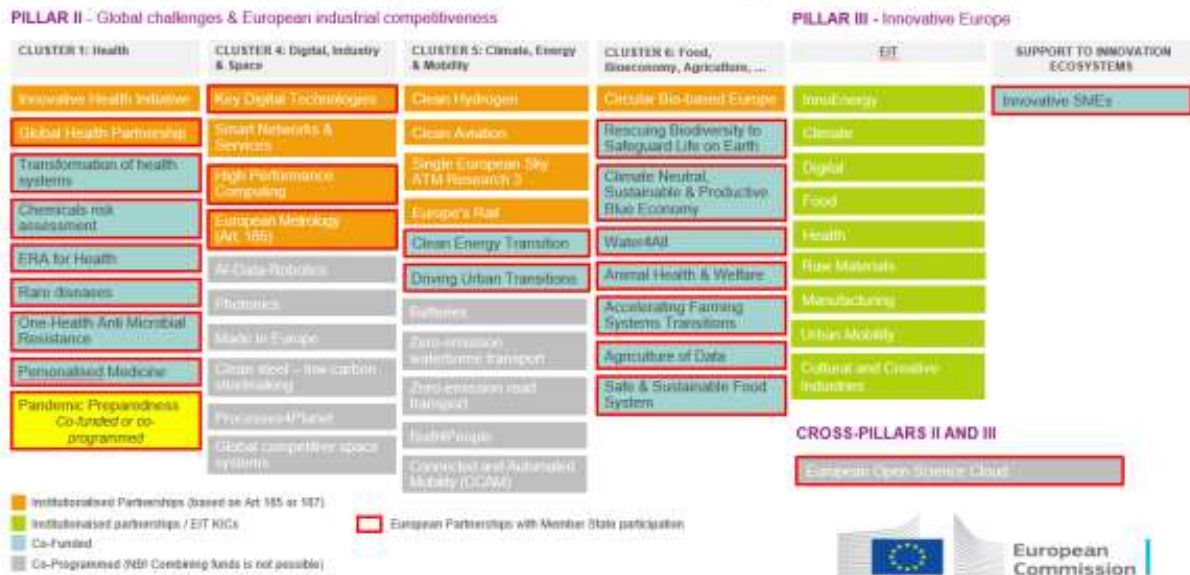 PILLAR II - Global challenges & European industrial competitiveness
CLUSTER 1: Health
Innovative Health Initiative
Global Health Partnership
Transformation of health
systems
Chemicals risk
assessment
ERA for Health
Rare diseases
One-Health Anti Microbial
Resistance
Personalised Medicine
Pandemic Preparedness
Co-funded or co-
programmed
CLUSTER 4: Digital, Industry
& Space
Key Digital Technologies
Smart Networks &
Services
High Performance
Computing
European Metrology
(Art. 185)
AI-Data-Robotics
Photonics
Made in Europe
Clean steel – low-carbon
steelmaking
Processes4Planet
Global competitive space
systems
CLUSTER 5: Climate, Energy
& Mobility
Clean Hydrogen
Clean Aviation
Single European Sky
ATM Research 3
Europe's Rail
Clean Energy Transition
Driving Urban Transitions
Batteries
Zero-emission
waterborne transport
Zero-emission road
transport
Built4People
Connected and Automated
Mobility (CCAM)
CLUSTER 6: Food,
Bioeconomy, Agriculture, ...
Circular Bio-based Europe
Rescuing Biodiversity to
Safeguard Life on Earth
Climate Neutral,
Sustainable & Productive
Blue Economy
Water4All
Animal Health & Welfare
Accelerating Farming
Systems Transitions
Agriculture of Data
Safe & Sustainable Food
System
PILLAR III - Innovative Europe
EIT
InnoEnergy
Climate
Digital
Food
Health
Raw Materials
Manufacturing
Urban Mobility
Cultural and Creative
Industries
SUPPORT TO INNOVATION
ECOSYSTEMS
Innovative SMEs
CROSS-PILLARS II AND III
European Open Science Cloud
Institutionalised Partnerships (based on Art 185 or 187)
Institutionalised partnerships / EIT KICs
Co-Funded
Co-Programmed (NB! Combining funds is not possible)
European Partnerships with Member State participation
European
Commission